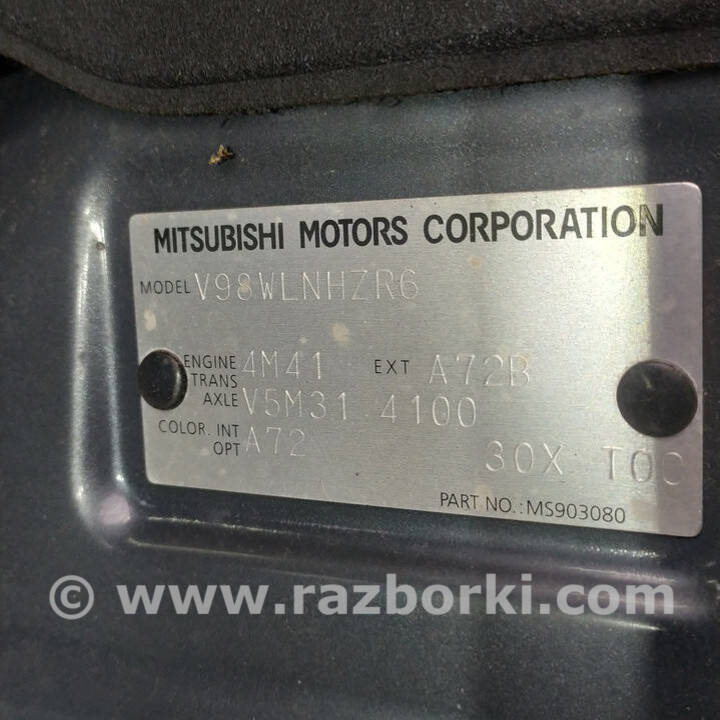 MITSUBISHI MOTORS CORPORATION
MODEL V98WLNHZR6
ENGINE 4M41 EXT A72B
TRANS
AXLE V5M31 4100
COLOR. INT A72
OPT 30X T0C
PART NO.: MS903080
© www.razborki.com